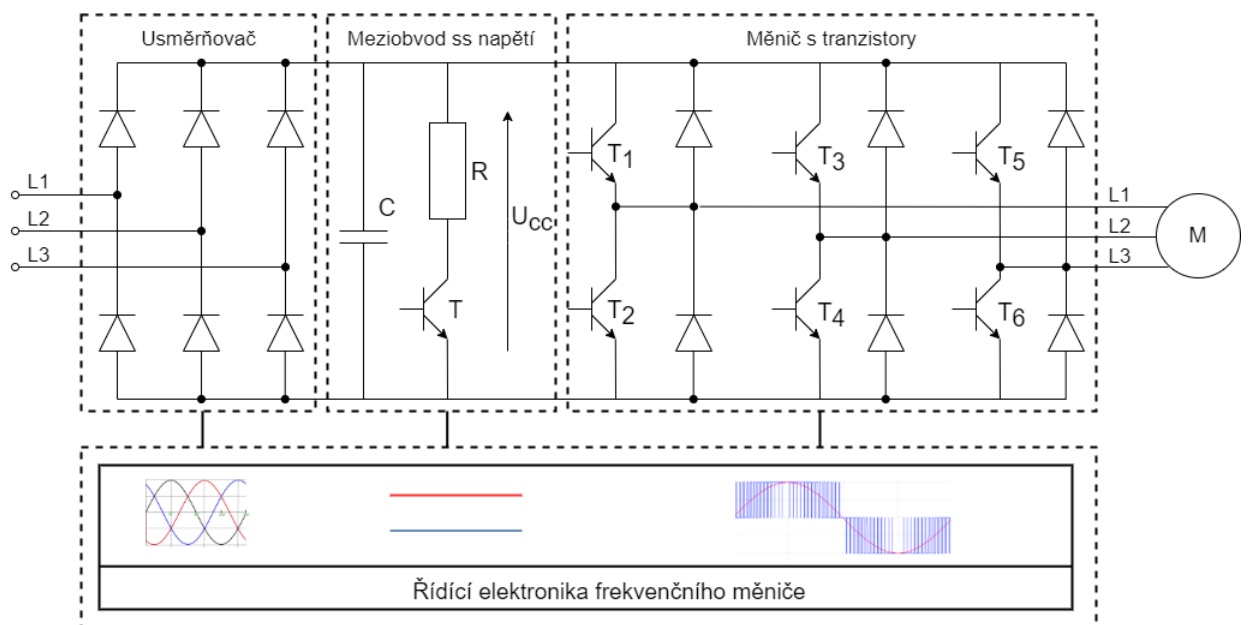 Usměrňovač
Meziobvod ss napětí
Měnič s tranzistory
L1
L2
L3
C
R
T
Ucc
T1
T2
T3
T4
T5
T6
L1
L2
L3
M
Řídící elektronika frekvenčního měniče